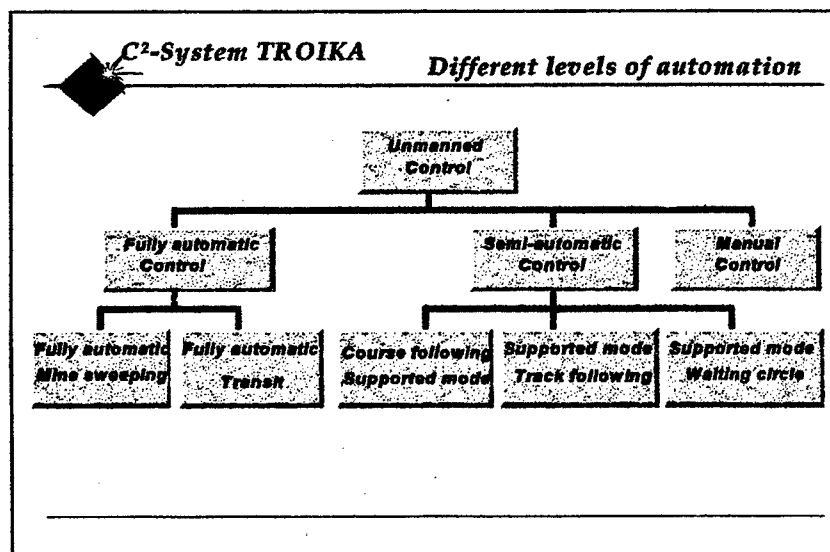 C²-System TROIKA
Different levels of automation
Unmanned
Control
Fully automatic
Control
Semi-automatic
Control
Manual
Control
Fully automatic
Mine sweeping
Fully automatic
Transit
Course following
Supported mode
Supported mode
Track following
Supported mode
Waiting circle